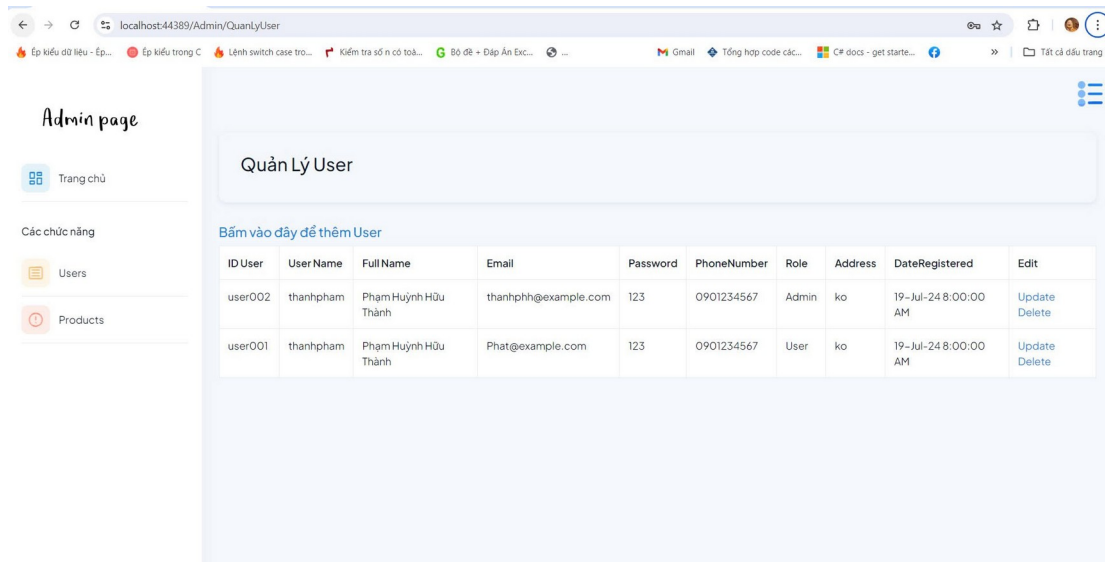 localhost:44389/Admin/QuanLyUser
Ép kiểu dữ liệu - Ép...
Ép kiểu trong C
Lệnh switch case tro...
Kiểm tra số n có toà...
Bộ đề + Đáp Án Exc...
...
Gmail
Tổng hợp code các...
C# docs - get starte...
»
Tất cả dấu trang
Admin page
Trang chủ
Các chức năng
Users
Products
Quản Lý User
Bấm vào đây để thêm User
ID User User Name Full Name Email Password PhoneNumber Role Address DateRegistered Edit
user002 thanhpham Phạm Huỳnh Hữu thanhphh@example.com 123 0901234567 Admin ko 19-Jul-24 8:00:00 Update
Thành AM Delete
user001 thanhpham Phạm Huỳnh Hữu Phat@example.com 123 0901234567 User ko 19-Jul-24 8:00:00 Update
Thành AM Delete